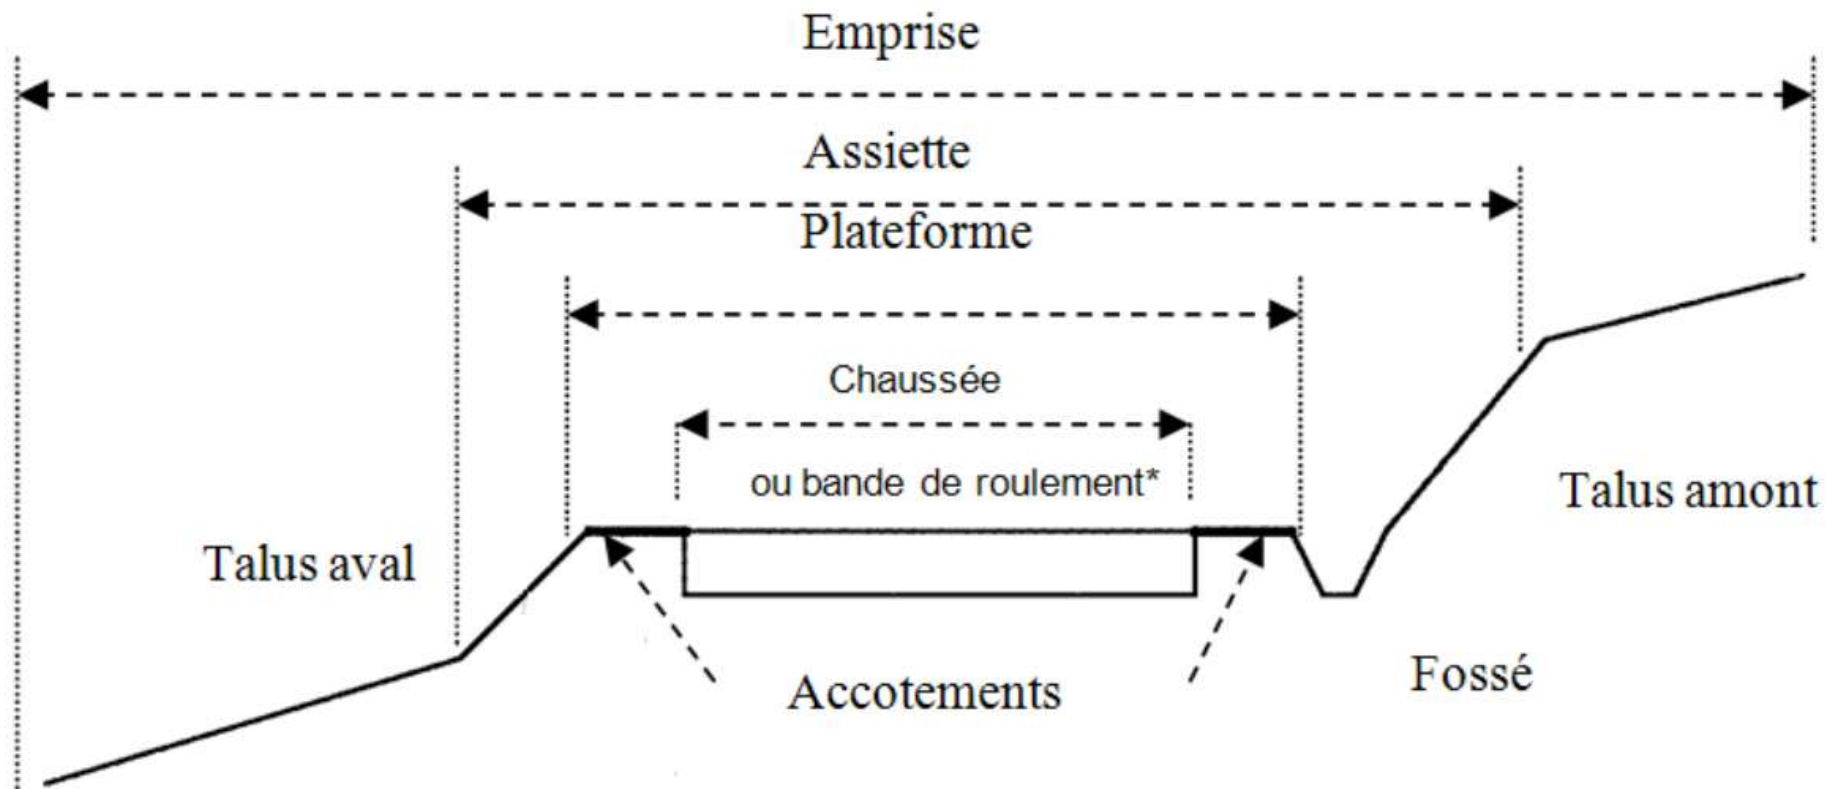 Emprise
Assiette
Plateforme
Chaussée
ou bande de roulement*
Talus amont
Talus aval
Fossé
Accotements